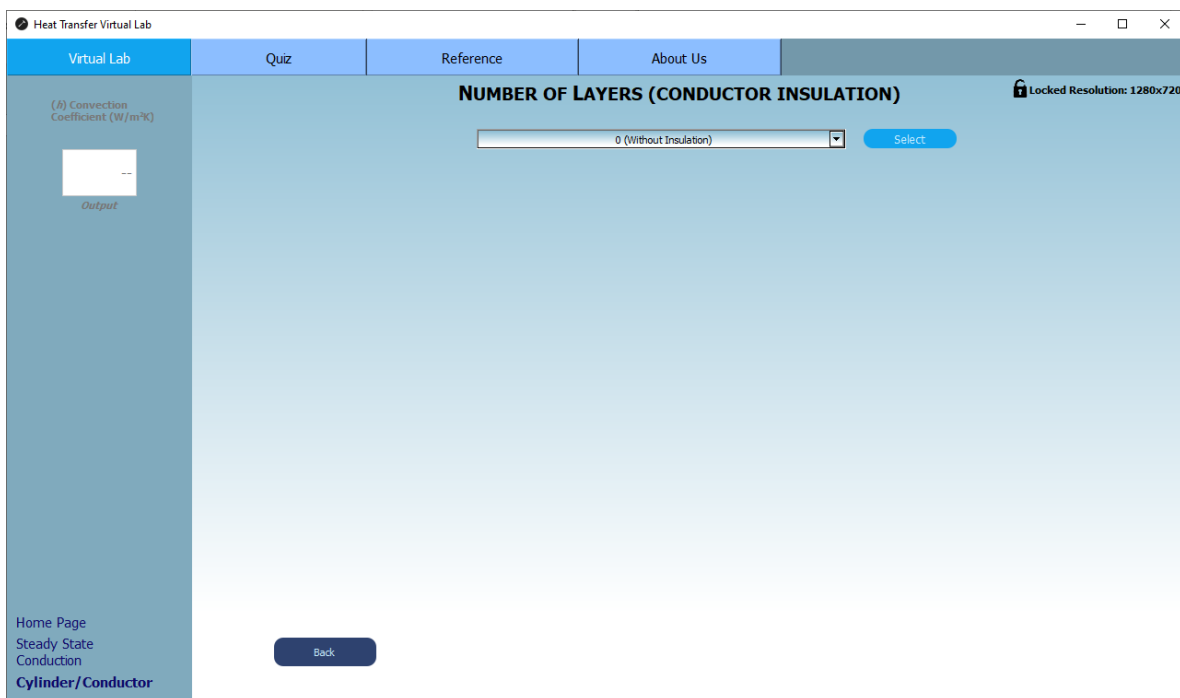 Heat Transfer Virtual Lab
Virtual Lab
Quiz
Reference
About Us
NUMBER OF LAYERS (CONDUCTOR INSULATION)
Locked Resolution: 1280x720
(h) Convection
Coefficient (W/m²K)
0 (Without Insulation)
Select
--
Output
Home Page
Steady State
Conduction
Cylinder/Conductor
Back